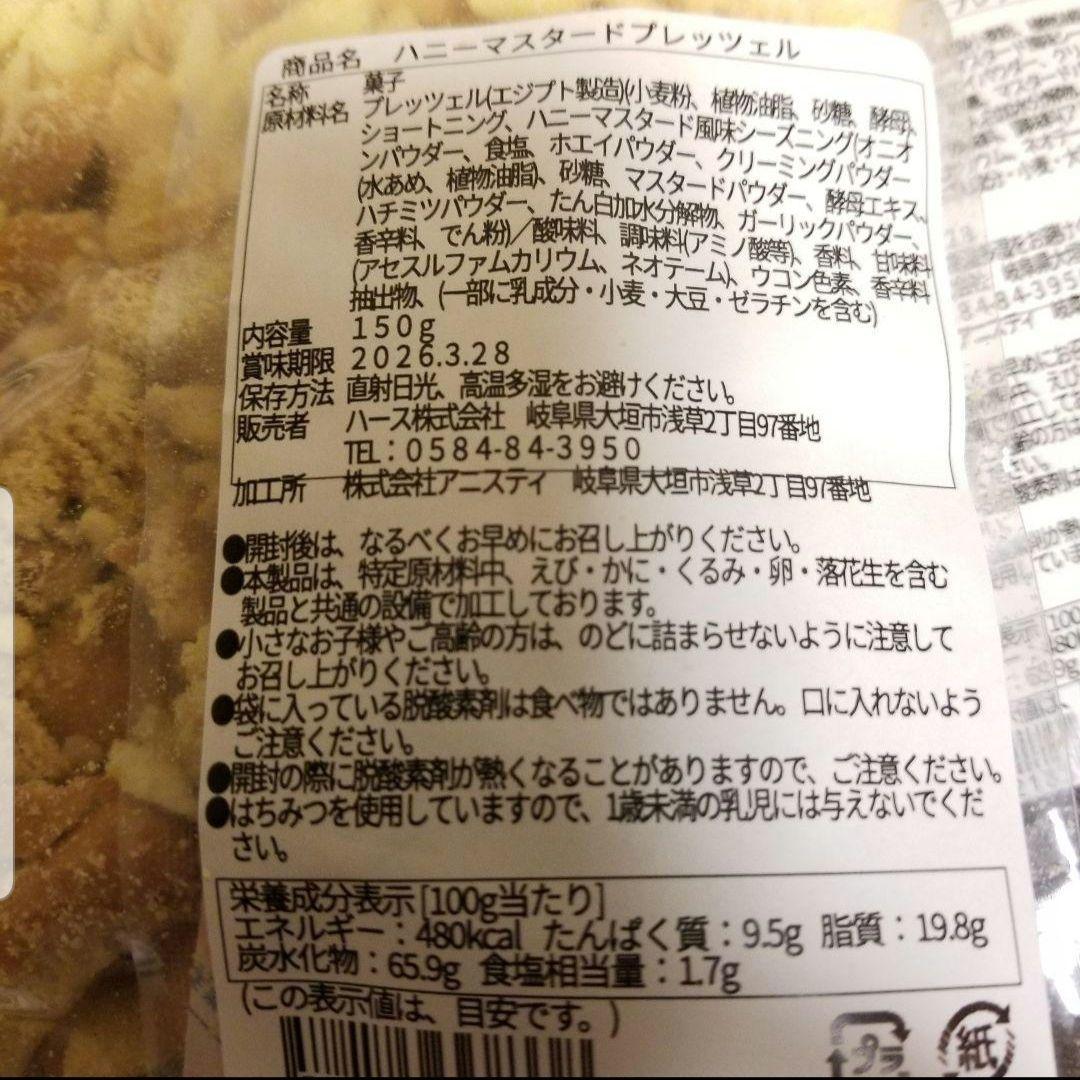 商品名 ハニーマスタードプレッツェル
名称 菓子
原材料名 プレッツェル(エジプト製造)(小麦粉、植物油脂、砂糖、酵母、
ショートニング、ハニーマスタード風味シーズニング(オニオ
ンパウダー、食塩、ホエイパウダー、クリーミングパウダー
(水あめ、植物油脂)、砂糖、マスタードパウダー、酵母エキス、
ハチミツパウダー、たん白加水分解物、ガーリックパウダー、
香辛料、でん粉)/酸味料、調味料(アミノ酸等)、香料、甘味料
(アセスルファムカリウム、ネオテーム)、ウコン色素、香辛料
抽出物、(一部に乳成分・小麦・大豆・ゼラチンを含む)
内容量 150g
賞味期限 2026.3.28
保存方法 直射日光、高温多湿をお避けください。
販売者 ハース株式会社 岐阜県大垣市浅草2丁目97番地
TEL:0584-84-3950
加工所 株式会社アニスティ 岐阜県大垣市浅草2丁目97番地
●開封後は、なるべくお早めにお召し上がりください。
●本製品は、特定原材料中、えび・かに・くるみ・卵・落花生を含む
製品と共通の設備で加工しております。
●小さなお子様やご高齢の方は、のどに詰まらせないように注意して
お召し上がりください。
●袋に入っている脱酸素剤は食べ物ではありません。口に入れないよう
ご注意ください。
●開封の際に脱酸素剤が熱くなることがありますので、ご注意ください。
●はちみつを使用していますので、1歳未満の乳児には与えないでくだ
さい。
栄養成分表示[100g当たり]
エネルギー:480kcal たんぱく質:9.5g 脂質:19.8g
炭水化物:65.9g 食塩相当量:1.7g
(この表示値は、目安です。)
プラ
紙